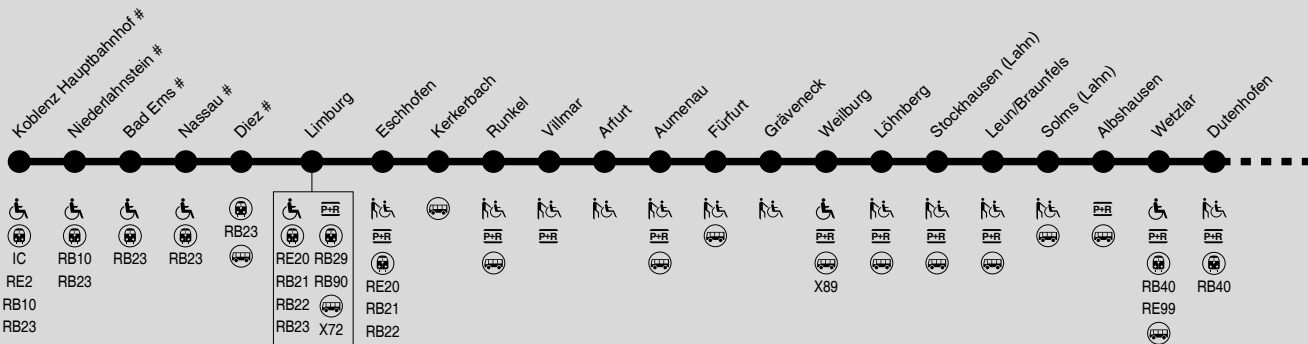 Koblenz Hauptbahnhof #
Niederlahnstein #
Bad Ems #
Nassau #
Diez #
Limburg
Eschhofen
Kerkerbach
Runkel
Villmar
Arfurt
Aumenau
Fürfurt
Gräveneck
Weilburg
Löhnberg
Stockhausen (Lahn)
Leun/Braunfels
Solms (Lahn)
Albshausen
Wetzlar
Dutenhofen
IC
RE2
RB10
RB23
RB10
RB23
RB23
RB23
RB23
RE20
RB21
RB22
RB23
P+R
RB29
RB90
X72
P+R
RE20
RB21
RB22
P+R
P+R
P+R
P+R
X89
P+R
P+R
P+R
P+R
P+R
RB40
RE99
P+R
RB40